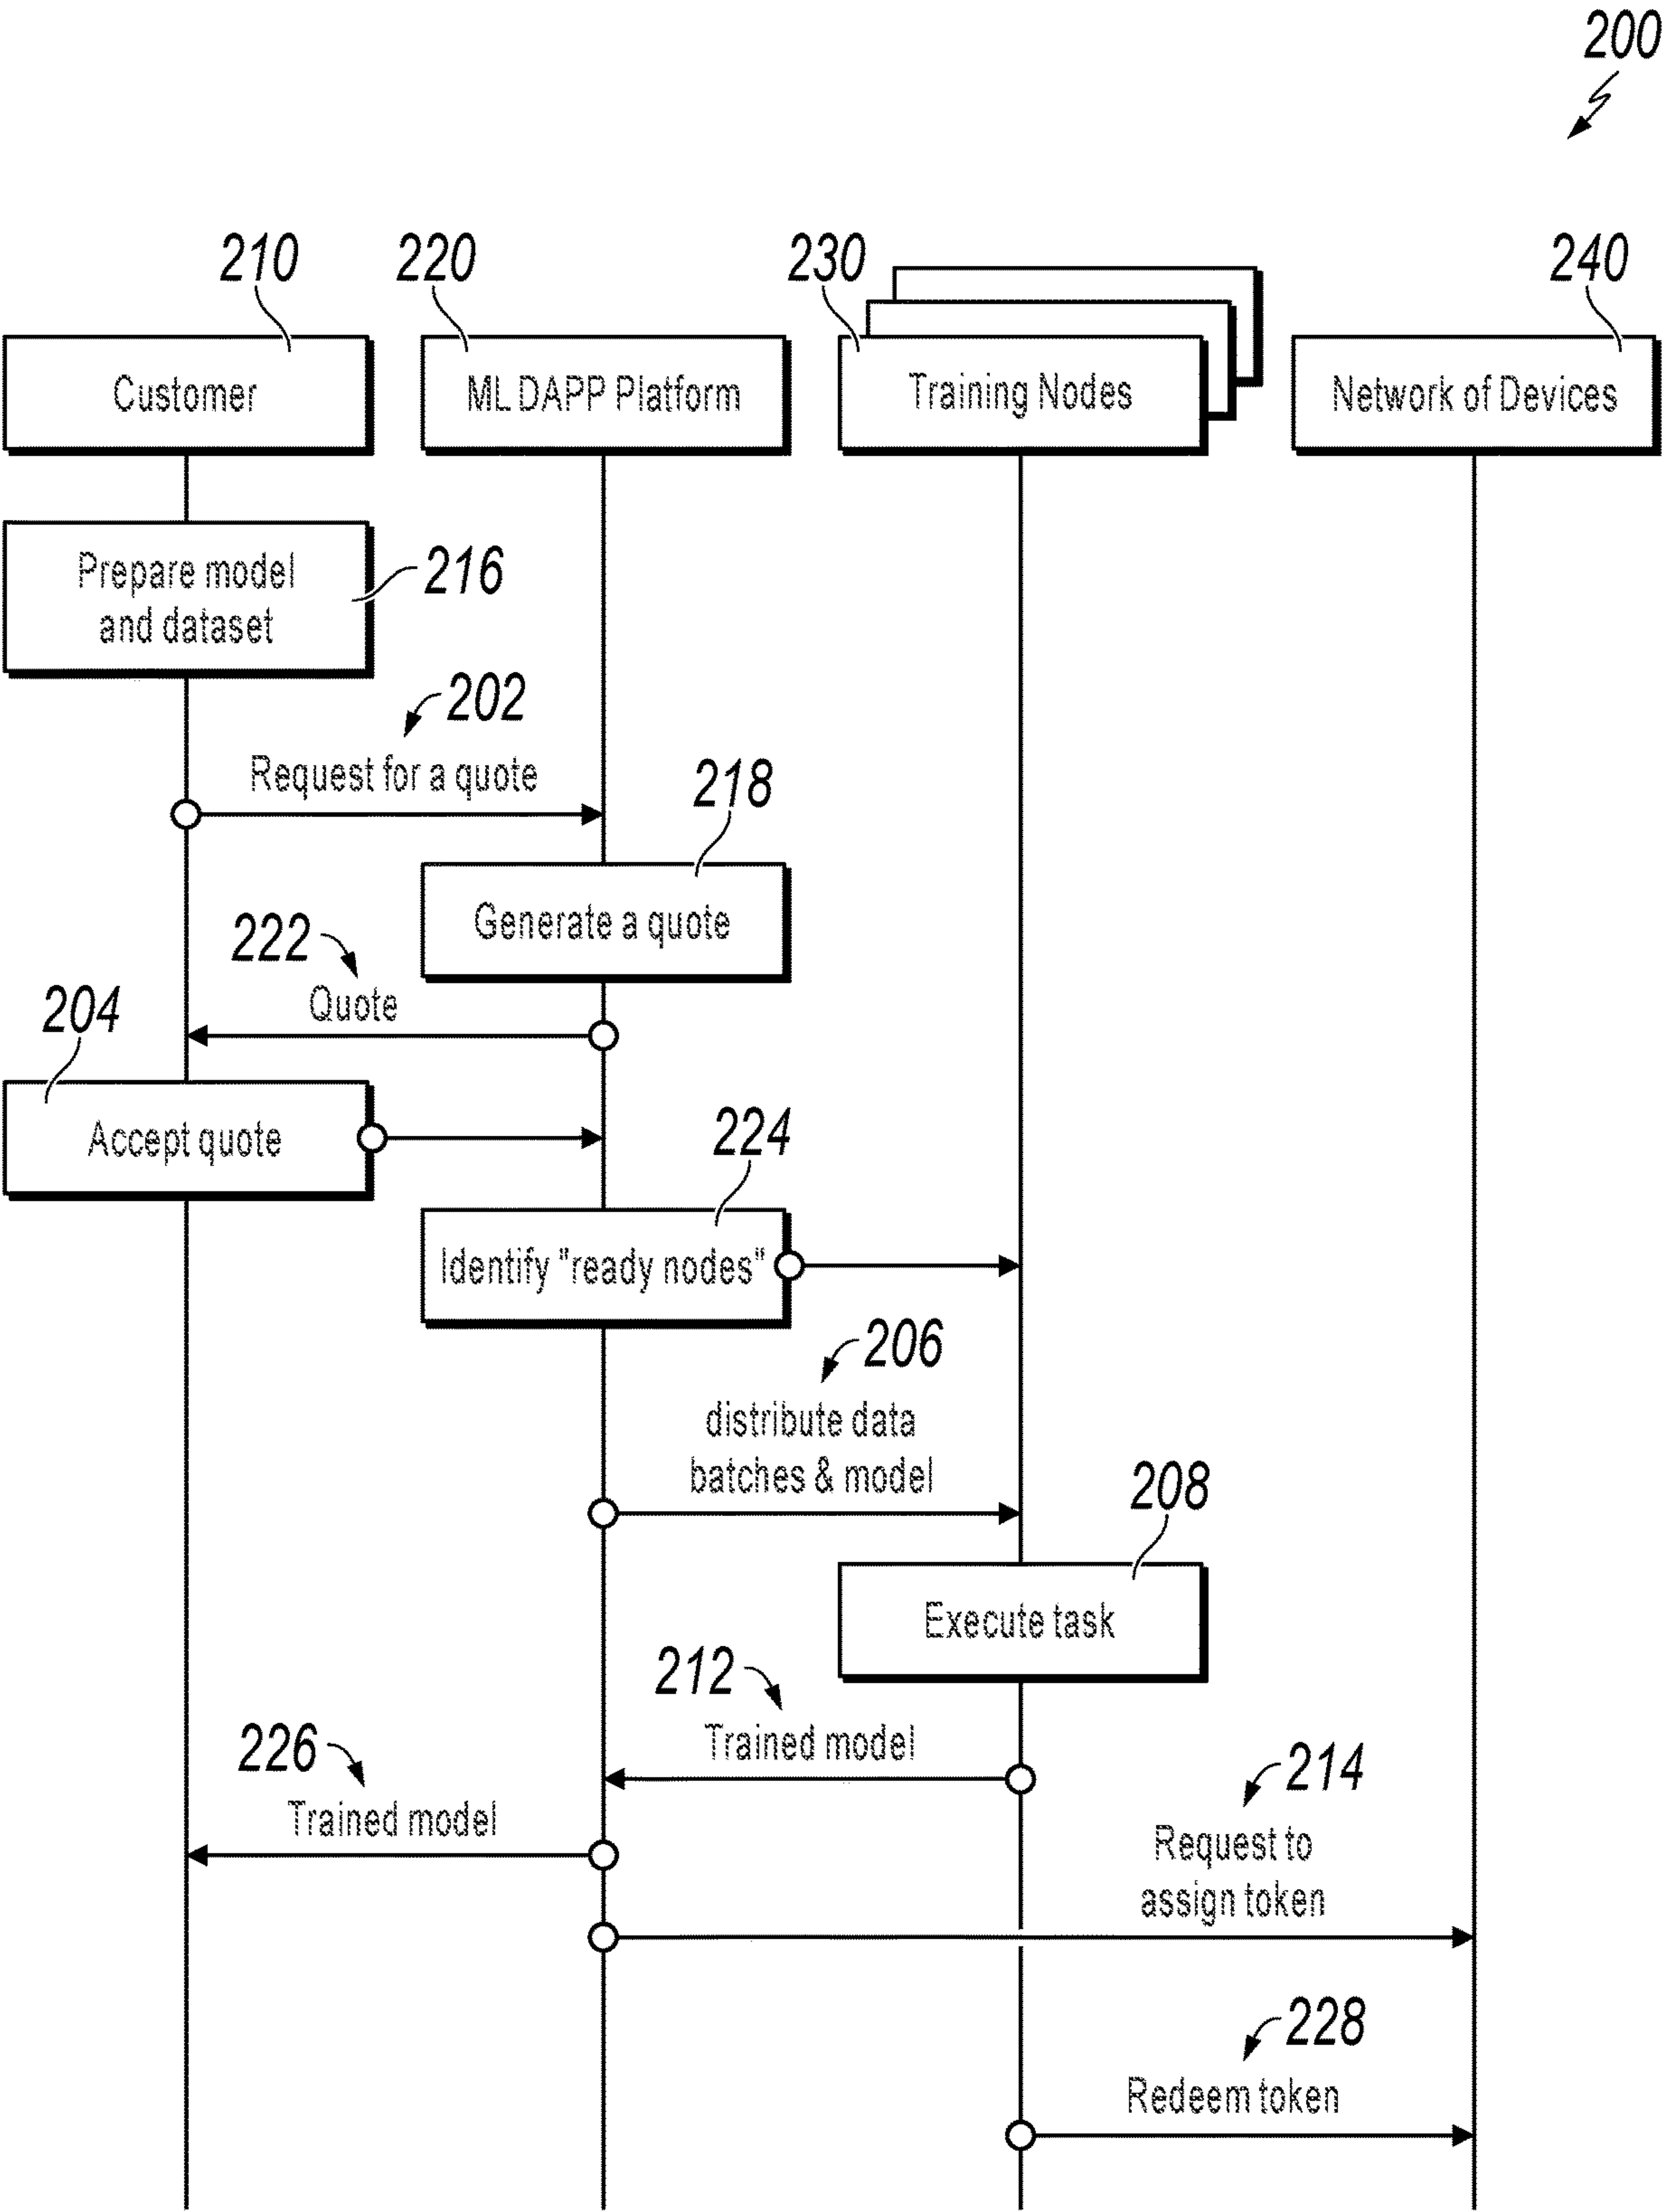 200
210
220
230
240
Customer
ML DAPP Platform
Training Nodes
Network of Devices
Prepare model
and dataset
216
202
Request for a quote
218
Generate a quote
222
Quote
204
Accept quote
224
Identify "ready nodes"
206
distribute data
batches & model
208
Execute task
212
Trained model
226
Trained model
214
Request to
assign token
228
Redeem token